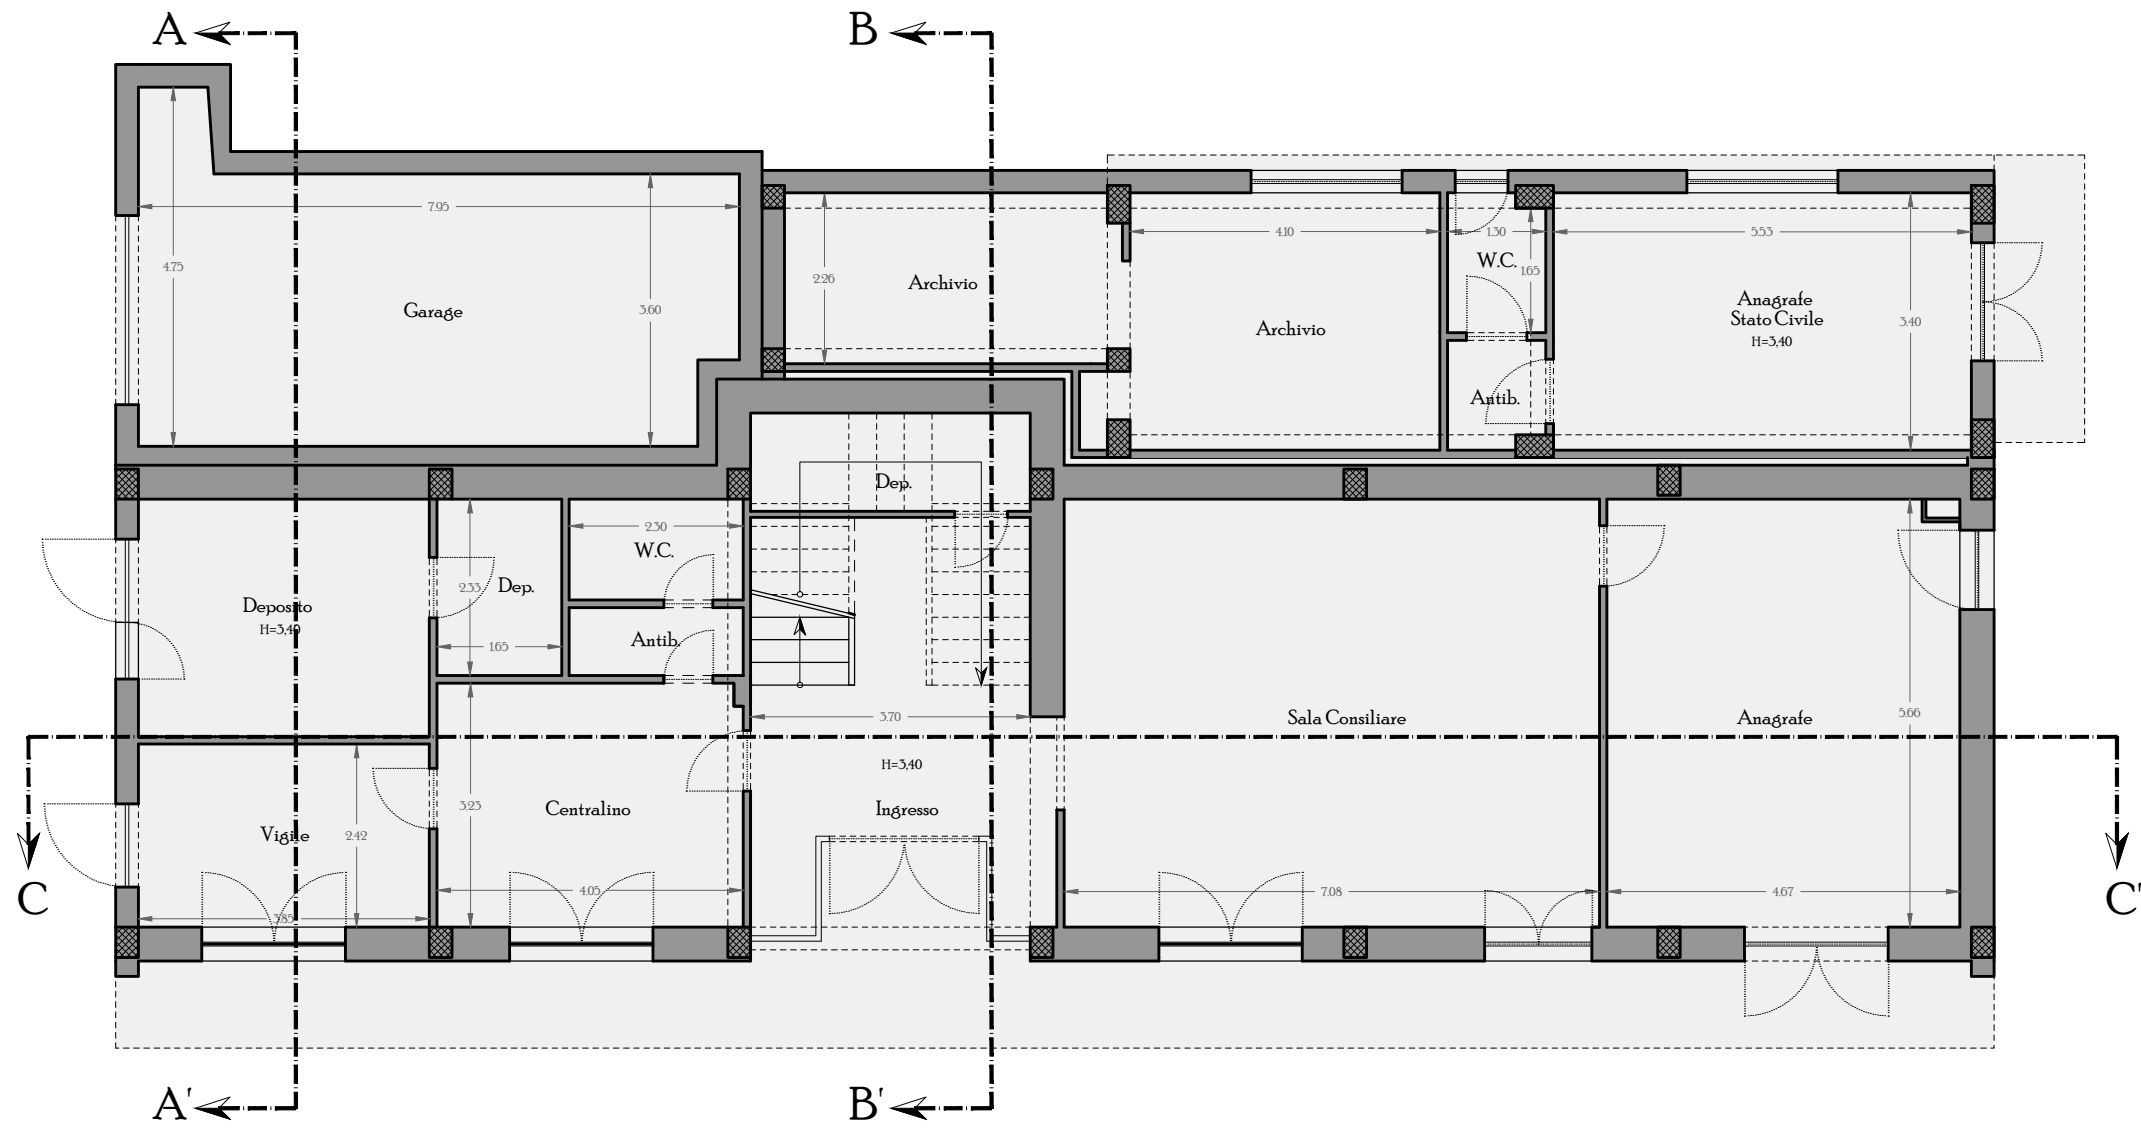 A
B
7.95
4.75
Garage
3.60
2.26
Archivio
4.10
Archivio
1.30
W.C.
1.65
Antib.
5.53
Anagrafe
Stato Civile
H=3,40
3.40
Dep.
2.30
W.C.
2.33
Dep.
Deposito
H=3,40
1.65
Antib.
3.70
Sala Consiliare
Anagrafe
5.66
H=3,40
3.23
Centralino
Ingresso
Vigile
2.42
C
C'
4.05
7.08
4.67
3.85
A'
B'